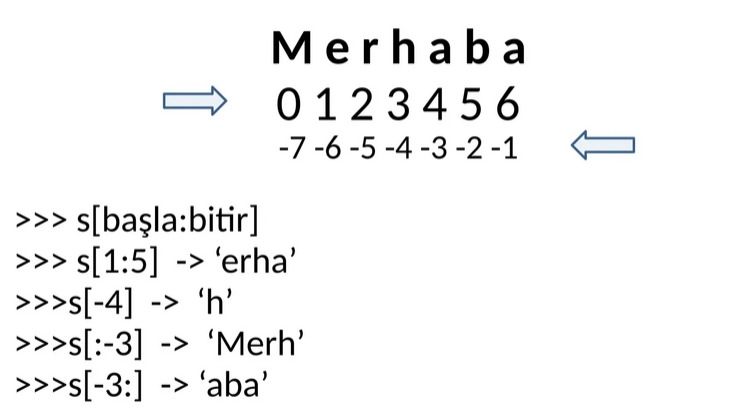 M e r h a b a
0 1 2 3 4 5 6
-7 -6 -5 -4 -3 -2 -1
>>> s[başla:bitir]
>>> s[1:5] -> ‘erha’
>>>s[-4] -> ‘h’
>>>s[:-3] -> ‘Merh’
>>>s[-3:] -> ‘aba’